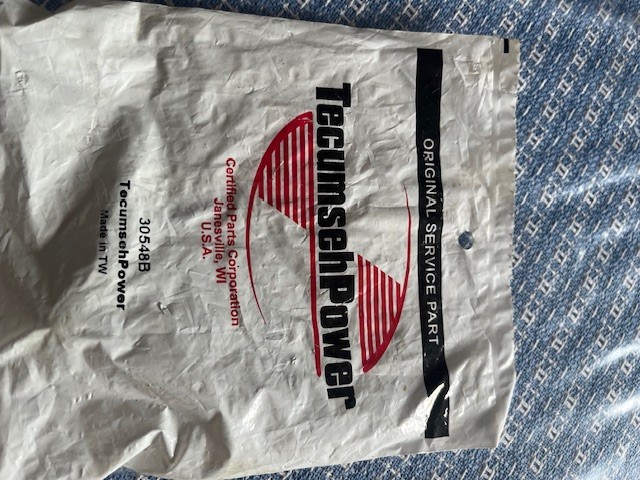 ORIGINAL SERVICE PART
TecumsehPower
Certified Parts Corporation
Janesville, WI
U.S.A.
30548B
TecumsehPower
Made in TW